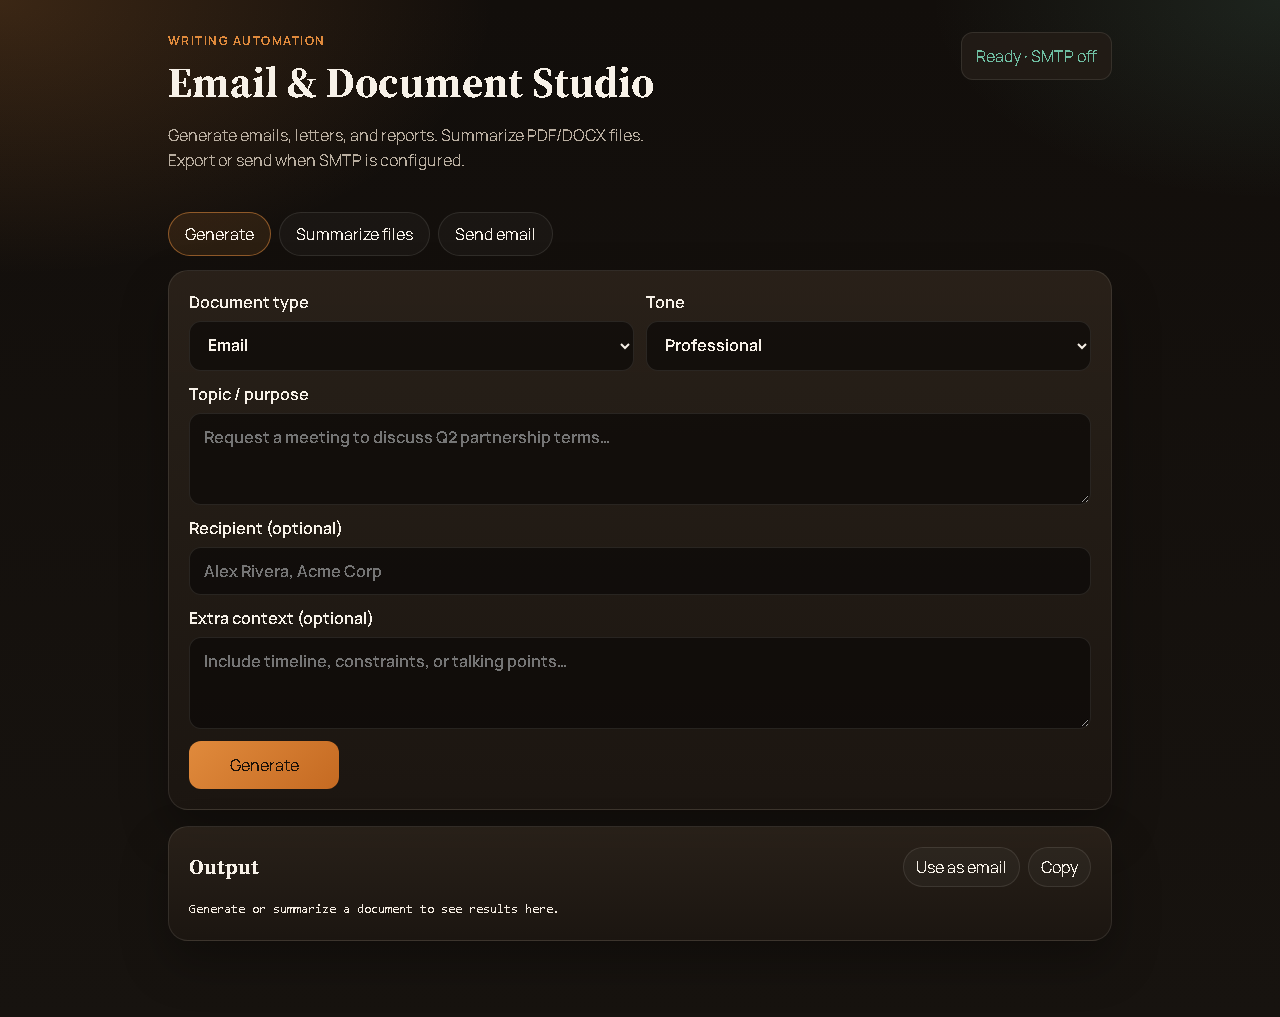 WRITING AUTOMATION
Email & Document Studio
Ready · SMTP off
Generate emails, letters, and reports. Summarize PDF/DOCX files.
Export or send when SMTP is configured.
Generate
Summarize files
Send email
Document type
Tone
Email
Professional
Topic / purpose
Request a meeting to discuss Q2 partnership terms…
Recipient (optional)
Alex Rivera, Acme Corp
Extra context (optional)
Include timeline, constraints, or talking points…
Generate
Output
Use as email
Copy
Generate or summarize a document to see results here.